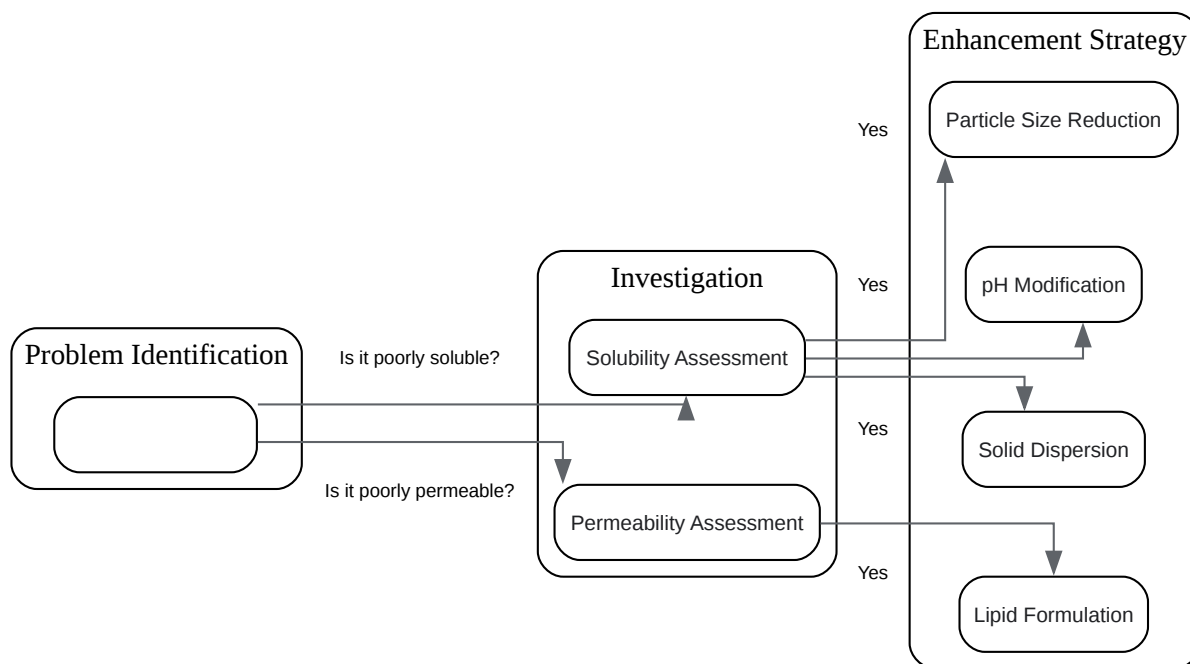 Problem Identification
Is it poorly soluble?
Is it poorly permeable?
Investigation
Solubility Assessment
Permeability Assessment
Yes
Yes
Yes
Yes
Enhancement Strategy
Particle Size Reduction
pH Modification
Solid Dispersion
Lipid Formulation